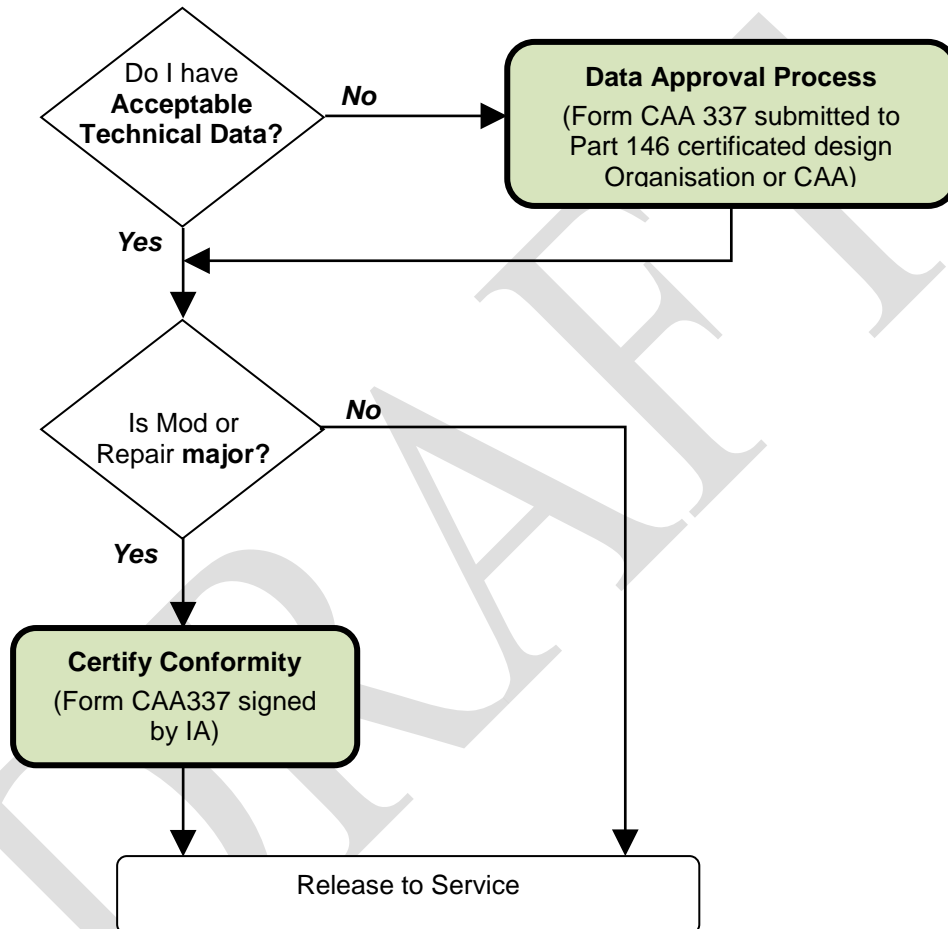 Do I have
Acceptable
Technical Data?
No
Data Approval Process
(Form CAA 337 submitted to
Part 146 certificated design
Organisation or CAA)
Yes
Is Mod or
Repair major?
No
Yes
Certify Conformity
(Form CAA337 signed
by IA)
Release to Service
DRAFT